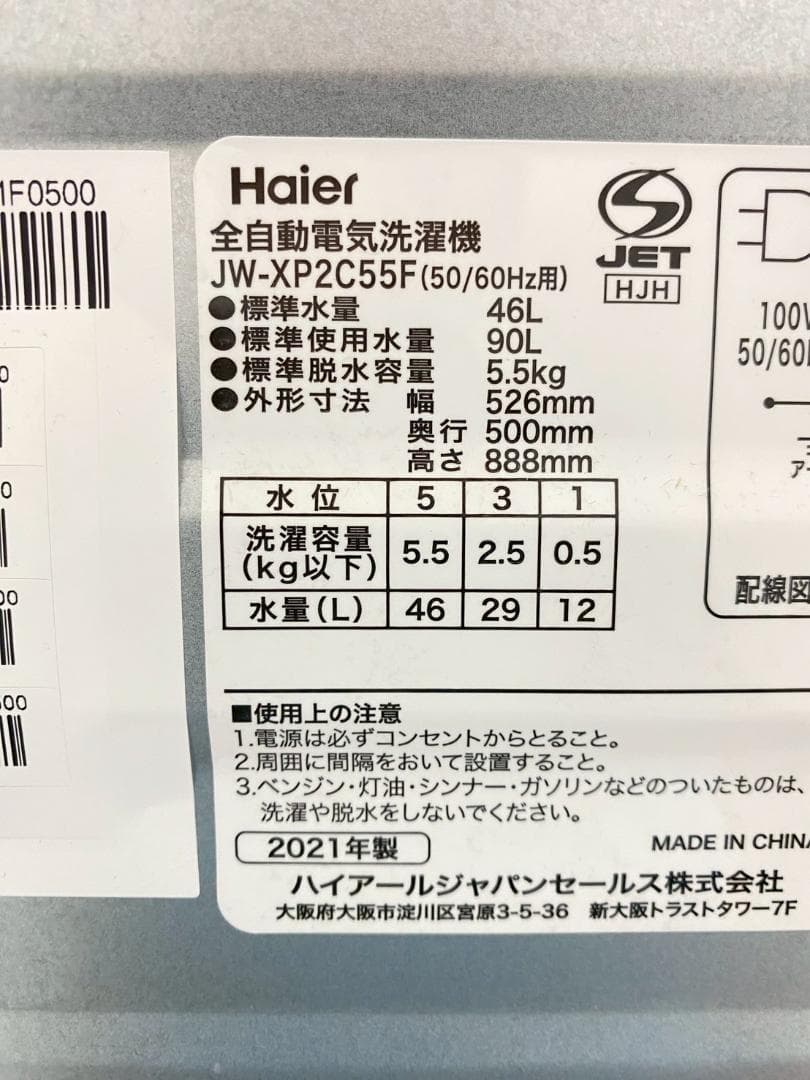 1F0500
0
0
00
500
Haier
全自動電気洗濯機
JW-XP2C55F(50/60Hz用)
JET
HJH
●標準水量 46L
●標準使用水量 90L
●標準脱水容量 5.5kg
●外形寸法 幅 526mm
奥行 500mm
高さ 888mm
水位 5 3 1
洗濯容量(kg以下) 5.5 2.5 0.5
水量(L) 46 29 12
100V
50/60
配線図
■使用上の注意
1.電源は必ずコンセントからとること。
2.周囲に間隔をおいて設置すること。
3.ベンジン・灯油・シンナー・ガソリンなどのついたものは、
洗濯や脱水をしないでください。
2021年製
MADE IN CHINA
ハイアールジャパンセールス株式会社
大阪府大阪市淀川区宮原3-5-36 新大阪トラストタワー7F